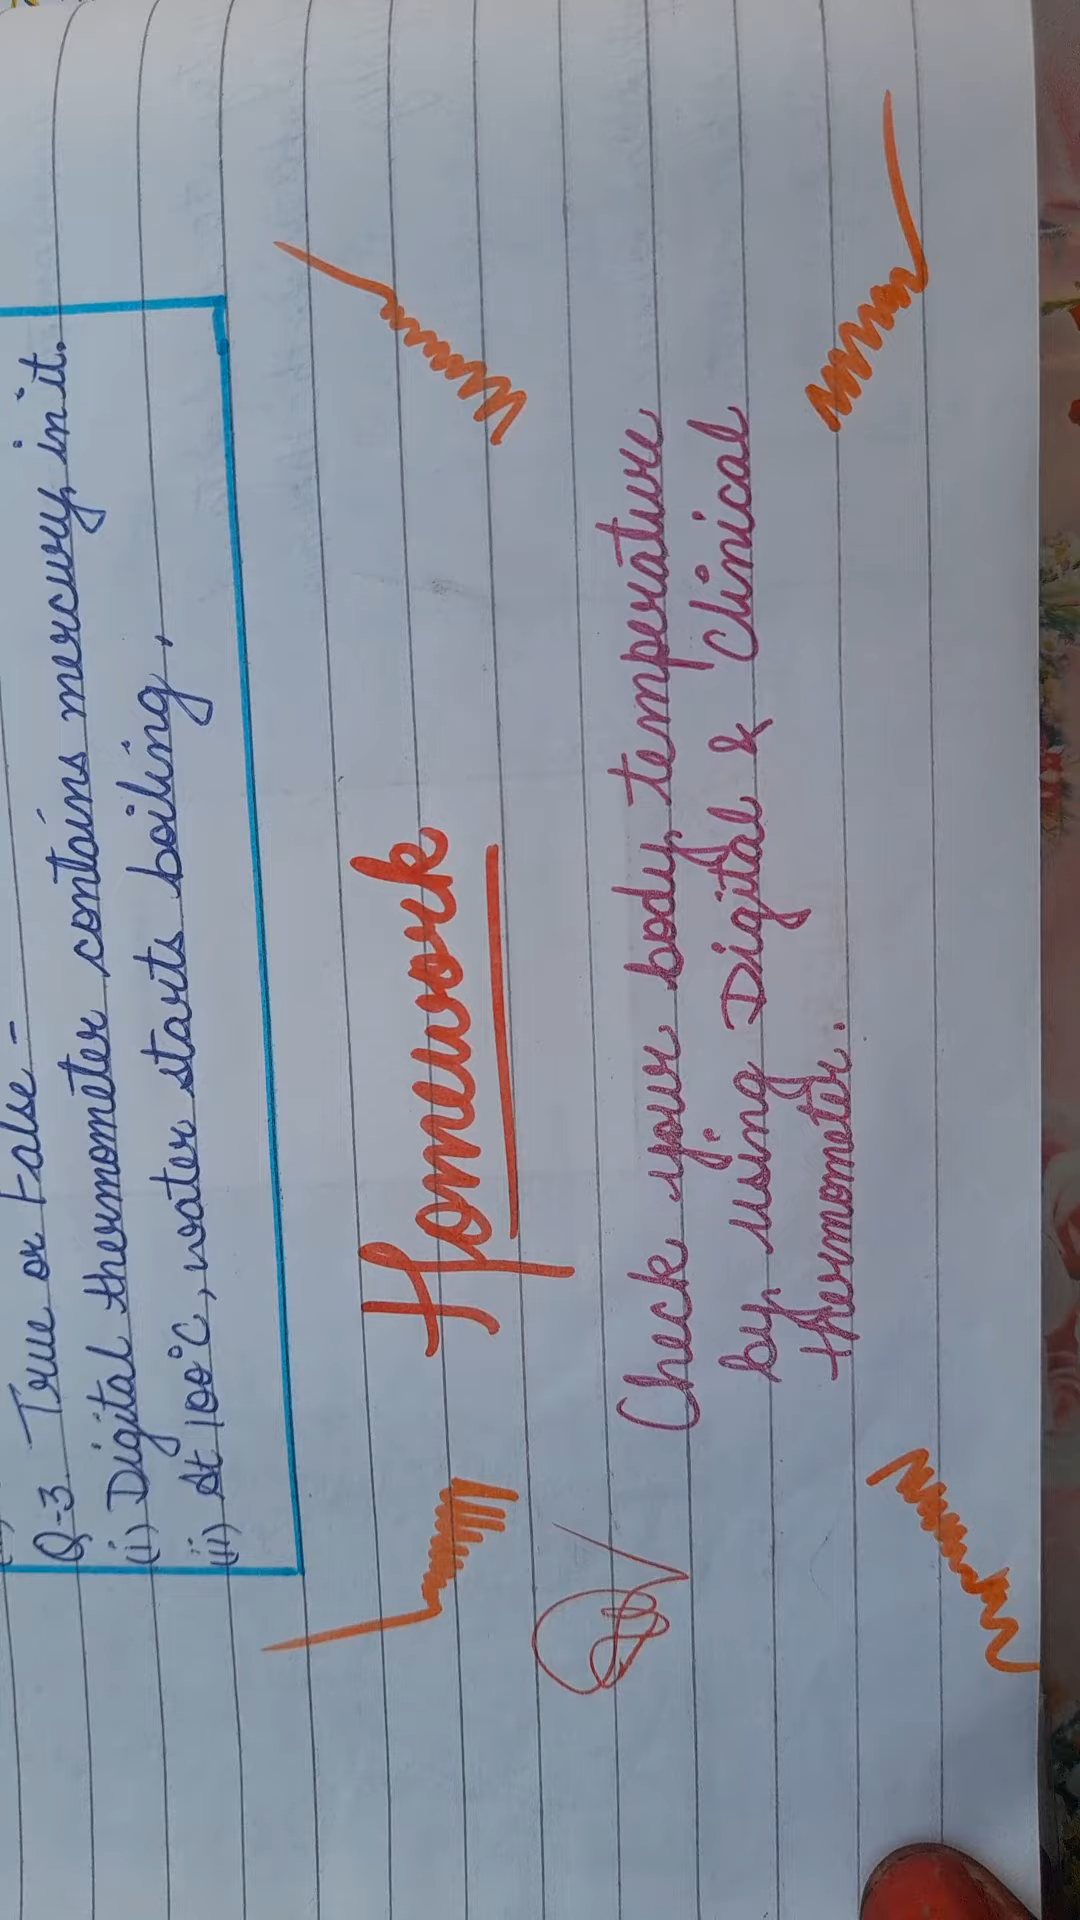 Q-3. True or False -
(i) Digital thermometer contains mercury in it.
(ii) At 100°C, water starts boiling.
Homework
Check your body temperature
by using Digital & Clinical
thermometer.